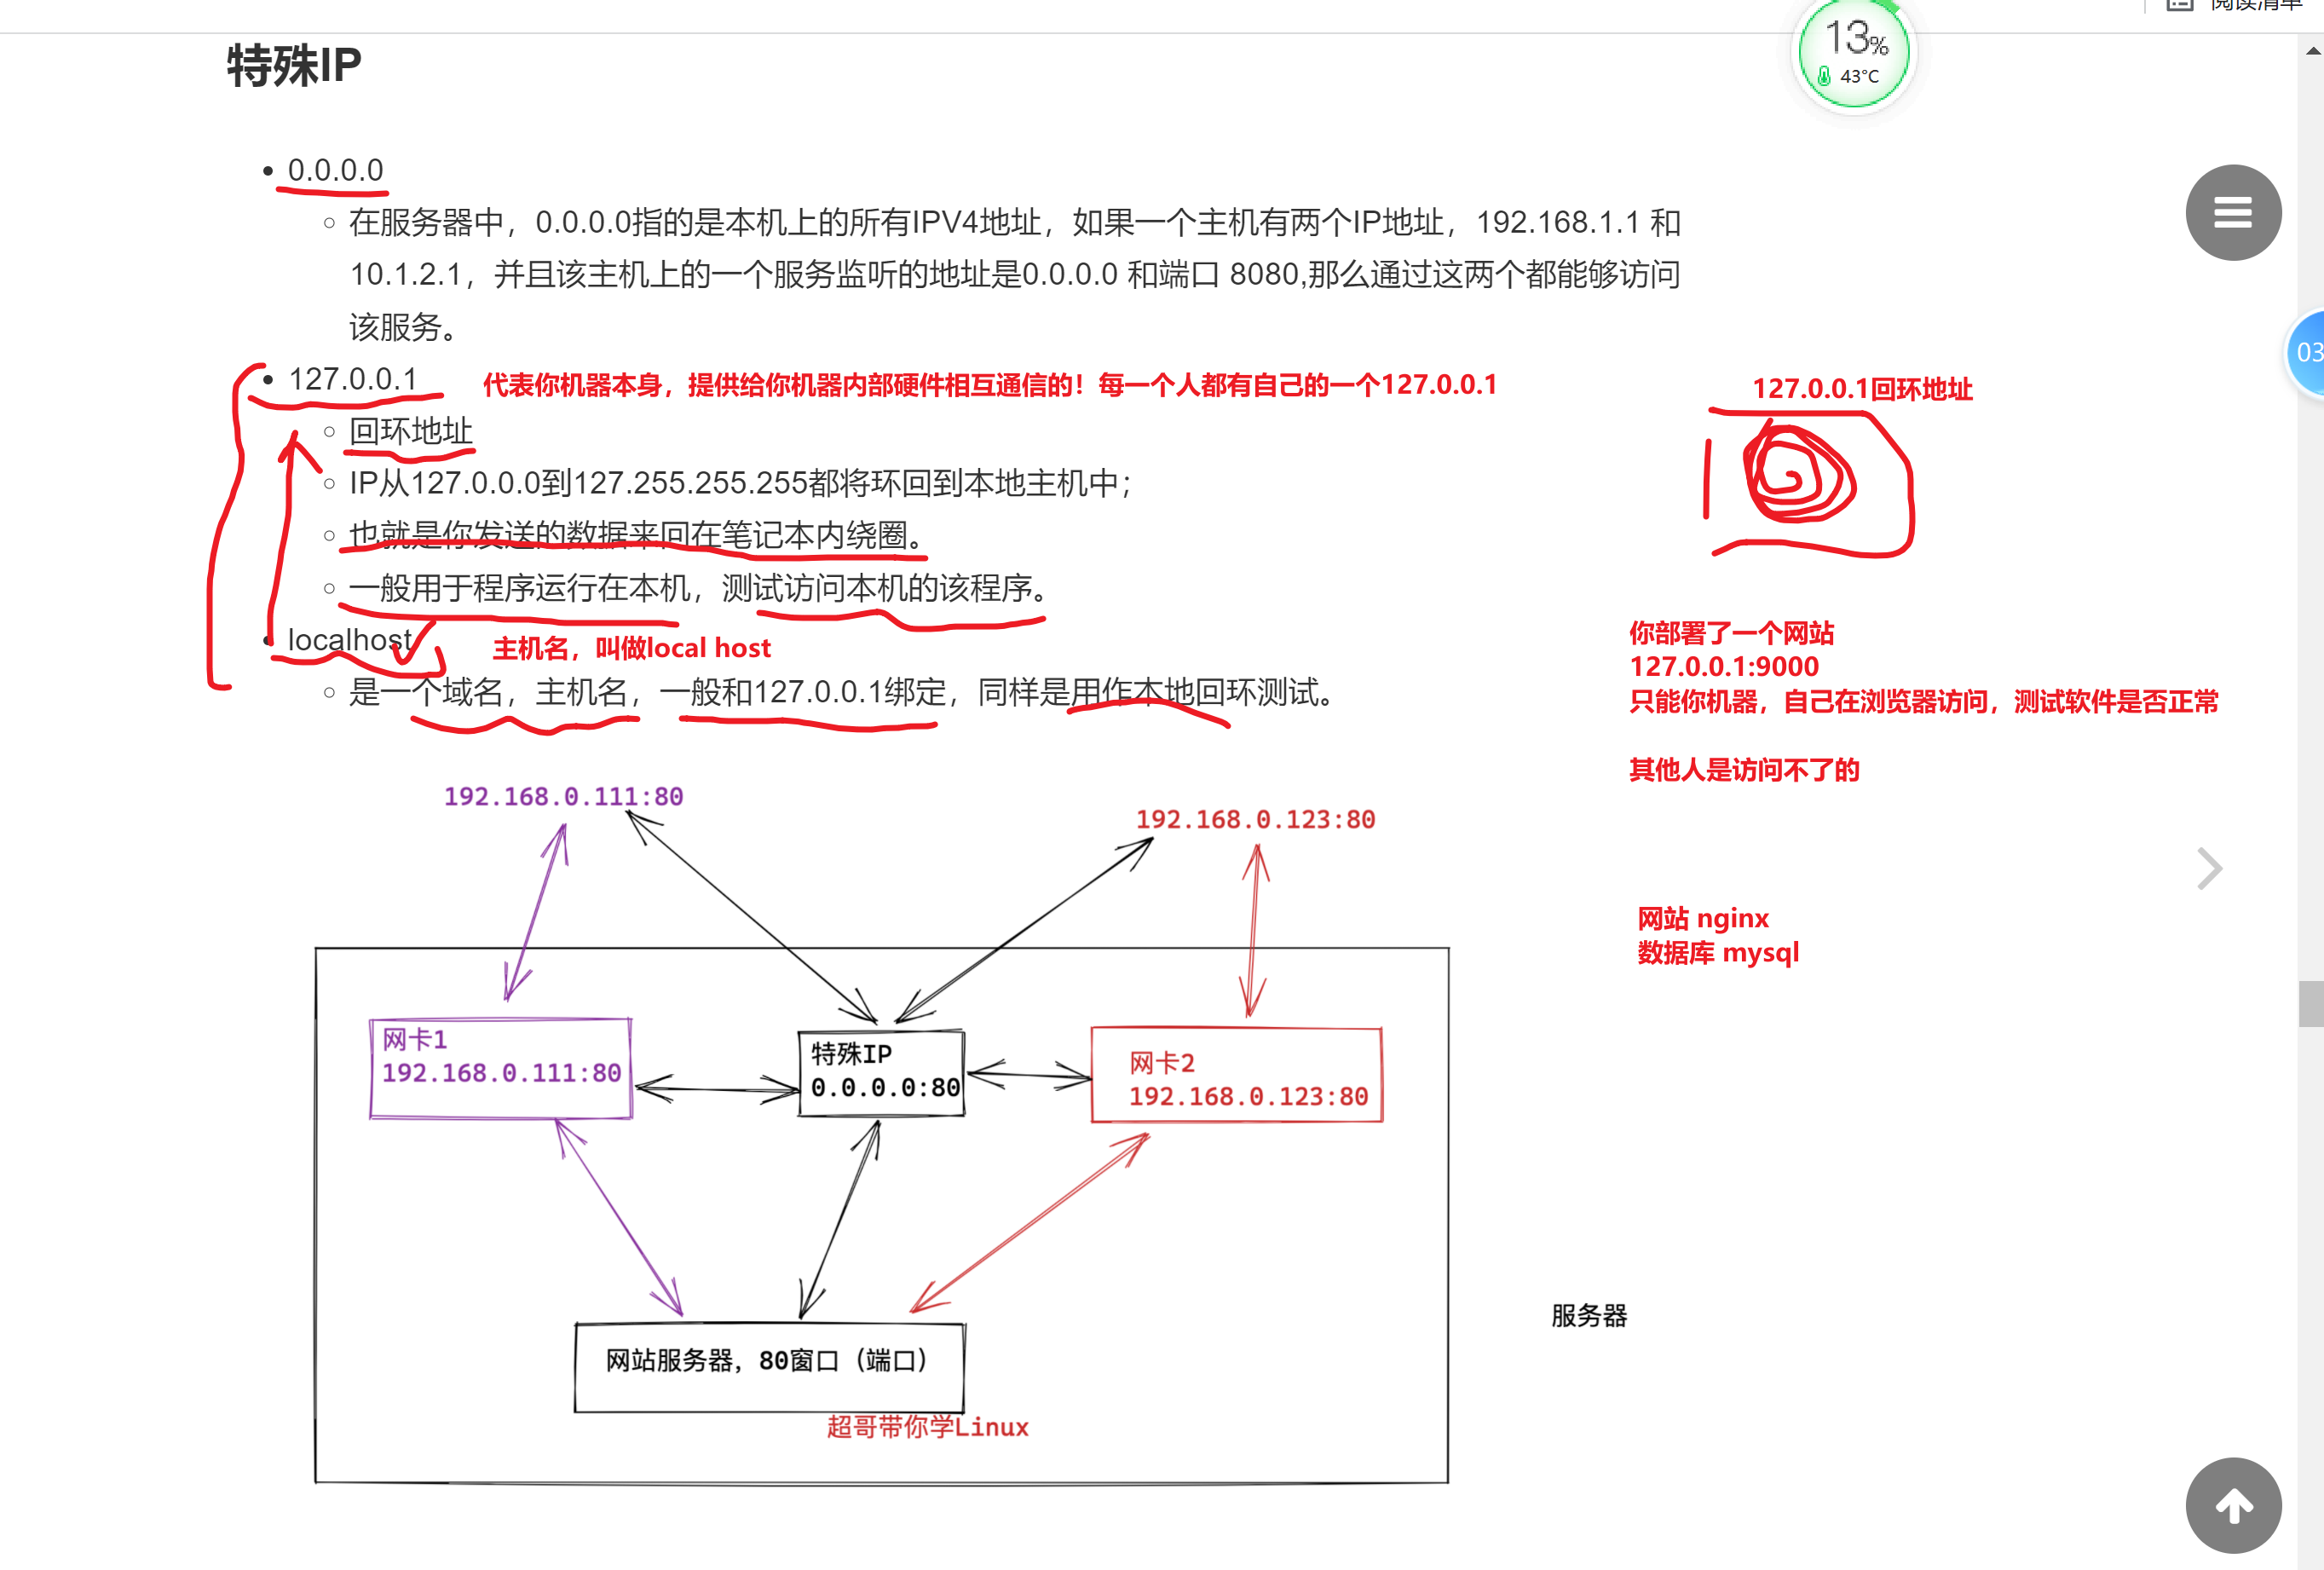 阅读清单
特殊IP
13%
43°C
0.0.0.0
在服务器中，0.0.0.0指的是本机上的所有IPV4地址，如果一个主机有两个IP地址，192.168.1.1 和
10.1.2.1，并且该主机上的一个服务监听的地址是0.0.0.0 和端口 8080,那么通过这两个都能够访问
该服务。
03
127.0.0.1
代表你机器本身，提供给你机器内部硬件相互通信的！每一个人都有自己的一个127.0.0.1
127.0.0.1回环地址
回环地址
IP从127.0.0.0到127.255.255.255都将环回到本地主机中；
也就是你发送的数据来回在笔记本内绕圈。
一般用于程序运行在本机，测试访问本机的该程序。
localhost
主机名，叫做local host
是一个域名，主机名，一般和127.0.0.1绑定，同样是用作本地回环测试。
你部署了一个网站
127.0.0.1:9000
只能你机器，自己在浏览器访问，测试软件是否正常
其他人是访问不了的
192.168.0.111:80
192.168.0.123:80
网站 nginx
数据库 mysql
网卡1
192.168.0.111:80
特殊IP
0.0.0.0:80
网卡2
192.168.0.123:80
服务器
网站服务器，80窗口（端口）
超哥带你学Linux